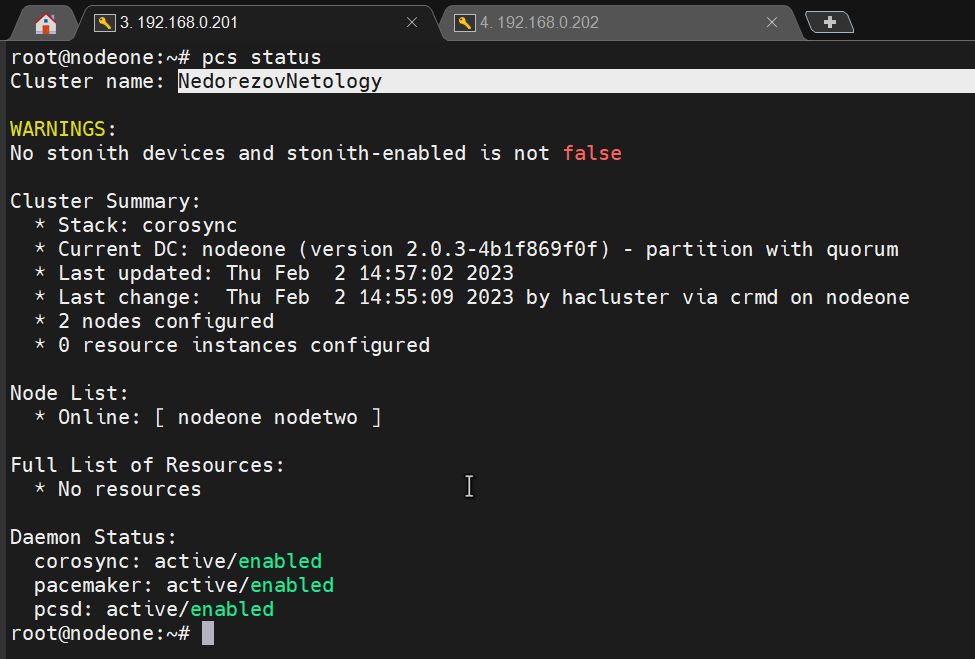 3. 192.168.0.201
4. 192.168.0.202
root@nodeone:~# pcs status
Cluster name: NedorezovNetology
WARNINGS:
No stonith devices and stonith-enabled is not false
Cluster Summary:
  * Stack: corosync
  * Current DC: nodeone (version 2.0.3-4b1f869f0f) - partition with quorum
  * Last updated: Thu Feb  2 14:57:02 2023
  * Last change:  Thu Feb  2 14:55:09 2023 by hacluster via crmd on nodeone
  * 2 nodes configured
  * 0 resource instances configured
Node List:
  * Online: [ nodeone nodetwo ]
Full List of Resources:
  * No resources
Daemon Status:
  corosync: active/enabled
  pacemaker: active/enabled
  pcsd: active/enabled
root@nodeone:~#